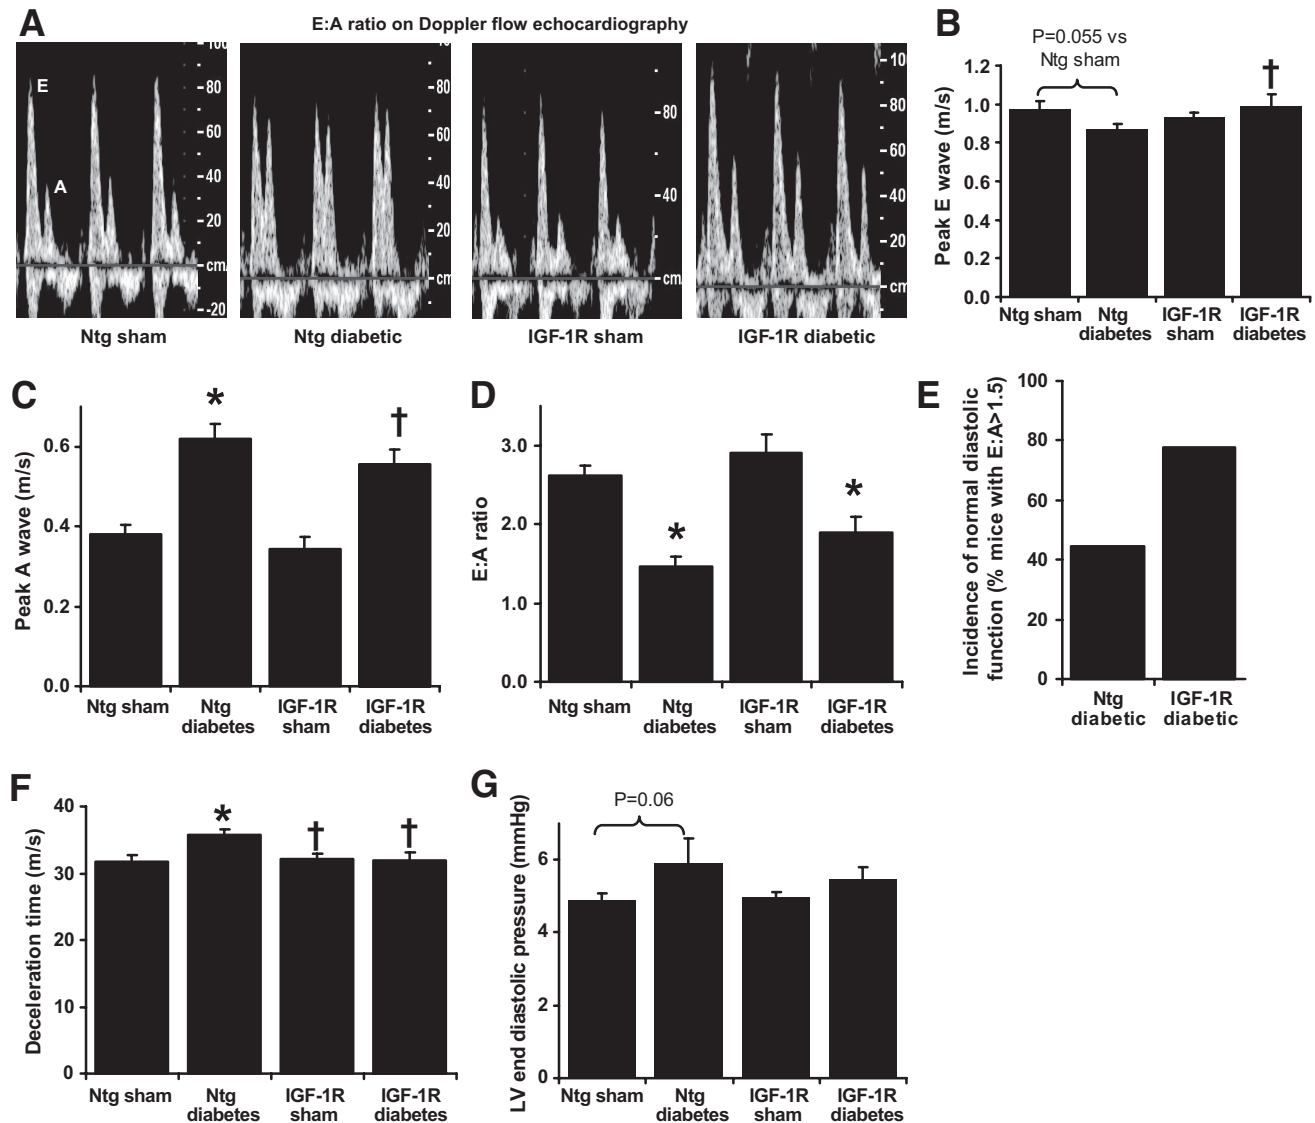 A
E:A ratio on Doppler flow echocardiography
E
A
100
80
60
40
20
cm
-20
80
60
40
20
cm
80
40
cm
100
80
60
40
20
cm
Ntg sham
Ntg diabetic
IGF-1R sham
IGF-1R diabetic
B
P=0.055 vs
Ntg sham
†
Peak E wave (m/s)
1.2
1.0
0.8
0.6
0.4
0.2
0.0
Ntg sham
Ntg
diabetes
IGF-1R
sham
IGF-1R
diabetes
C
*
†
Peak A wave (m/s)
0.6
0.4
0.2
0.0
Ntg sham
Ntg
diabetes
IGF-1R
sham
IGF-1R
diabetes
D
*
*
E:A ratio
3.0
2.0
1.0
0.0
Ntg sham
Ntg
diabetes
IGF-1R
sham
IGF-1R
diabetes
E
Incidence of normal diastolic
function (% mice with E:A>1.5)
100
80
60
40
20
0
Ntg
diabetic
IGF-1R
diabetic
F
*
†
†
Deceleration time (m/s)
40
30
20
10
0
Ntg sham
Ntg
diabetes
IGF-1R
sham
IGF-1R
diabetes
G
P=0.06
LV end diastolic pressure (mmHg)
6
4
2
0
Ntg sham
Ntg
diabetes
IGF-1R
sham
IGF-1R
diabetes